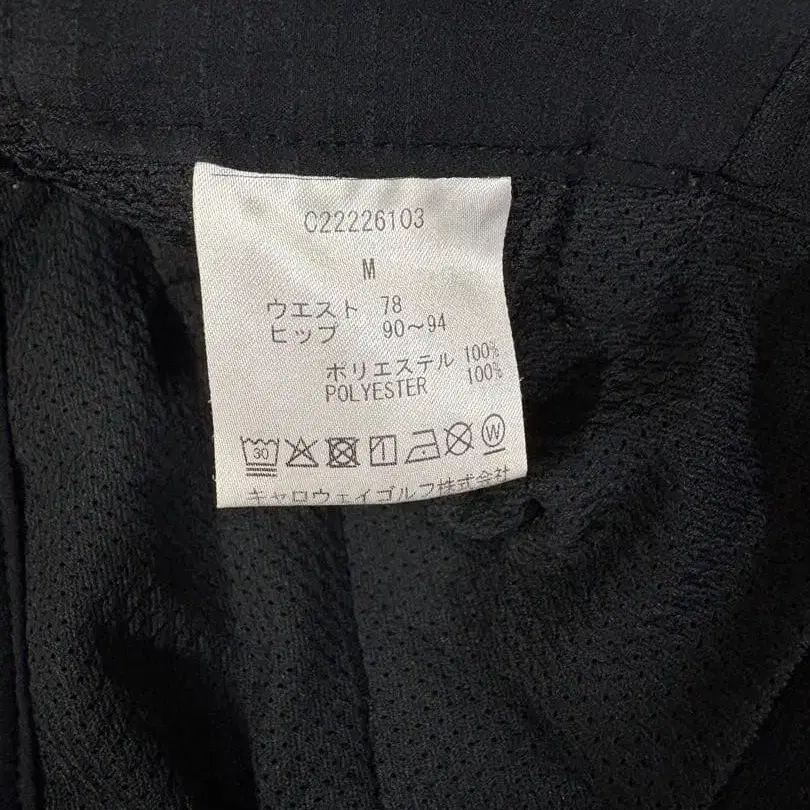 C22226103
M
ウエスト 78
ヒップ 90～94
ポリエステル 100%
POLYESTER 100%
30 W
キャロウェイゴルフ株式会社